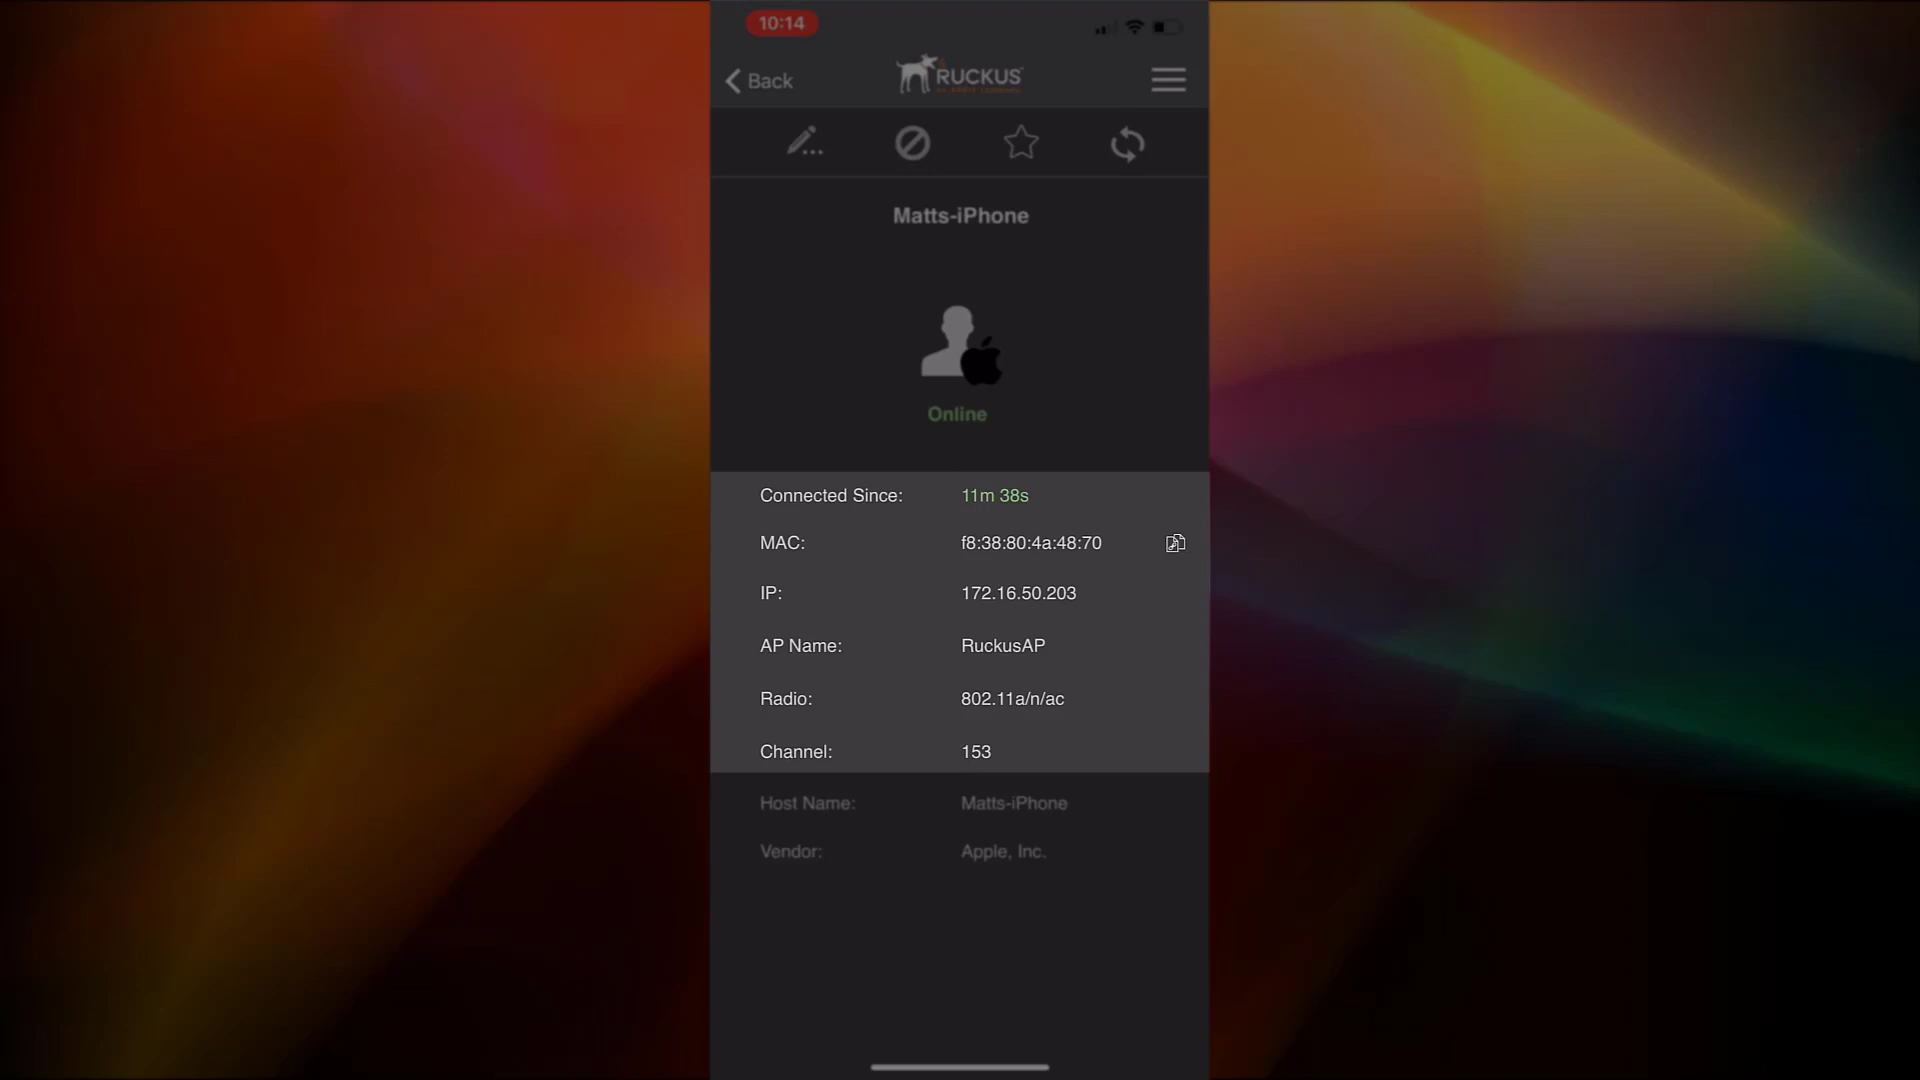 10:14
Back
RUCKUS
Matts-iPhone
Online
Connected Since: 11m 38s
MAC: f8:38:80:4a:48:70
IP: 172.16.50.203
AP Name: RuckusAP
Radio: 802.11a/n/ac
Channel: 153
Host Name: Matts-iPhone
Vendor: Apple, Inc.